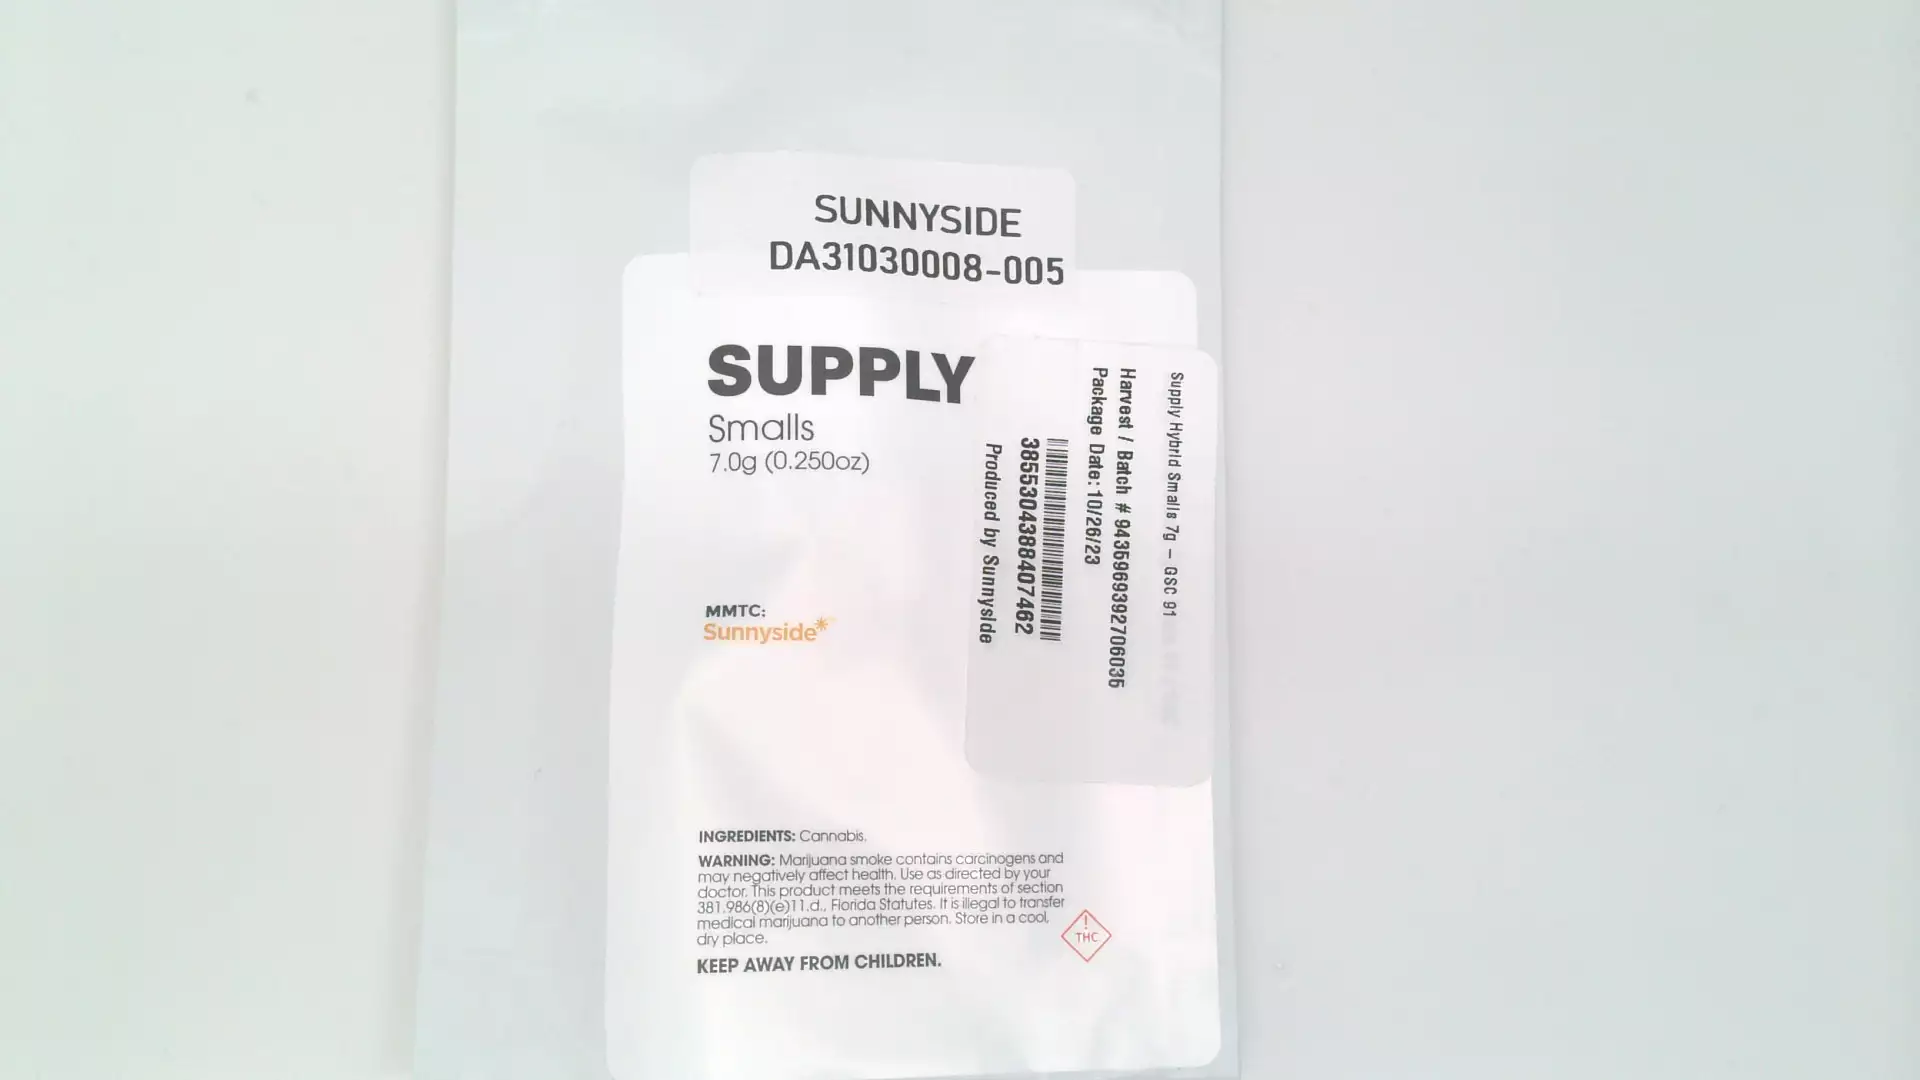 SUNNYSIDE
DA31030008-005
SUPPLY
Smalls
7.0g (0.250oz)
MMTC:
Sunnyside
Supply Hybrid Smalls 7g – GSC 91
Harvest / Batch # 9435969392706035
Package Date: 10/26/23
3855304388407462
Produced by Sunnyside
INGREDIENTS: Cannabis.
WARNING: Marijuana smoke contains carcinogens and
may negatively affect health. Use as directed by your
doctor. This product meets the requirements of section
381.986(8)(e)11.d., Florida Statutes. It is illegal to transfer
medical marijuana to another person. Store in a cool,
dry place.
KEEP AWAY FROM CHILDREN.
!
THC